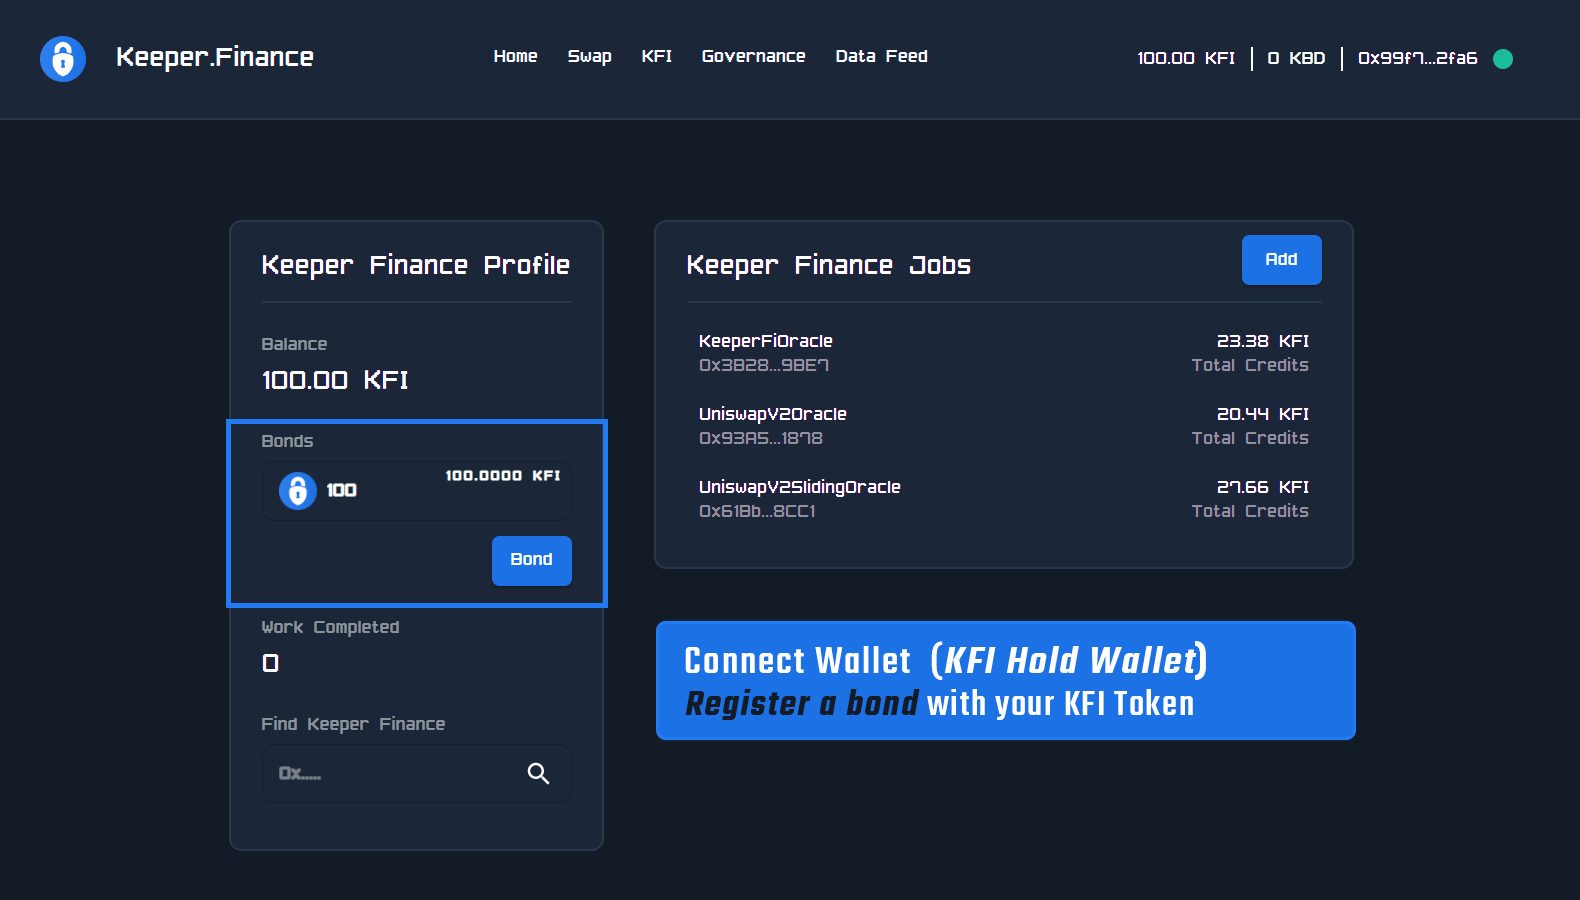 Keeper.Finance
Home Swap KFI Governance Data Feed
100.00 KFI 0 KBD 0x99f7...2fa6
Keeper Finance Profile
Balance
100.00 KFI
Bonds
100
100.0000 KFI
Bond
Work Completed
0
Find Keeper Finance
0x.....
Keeper Finance Jobs
Add
KeeperFiOracle 23.38 KFI
0x3B28...9BE7 Total Credits
UniswapV2Oracle 20.44 KFI
0x93A5...1878 Total Credits
UniswapV2SlidingOracle 27.66 KFI
0x61Bb...8CC1 Total Credits
Connect Wallet (KFI Hold Wallet)
Register a bond with your KFI Token